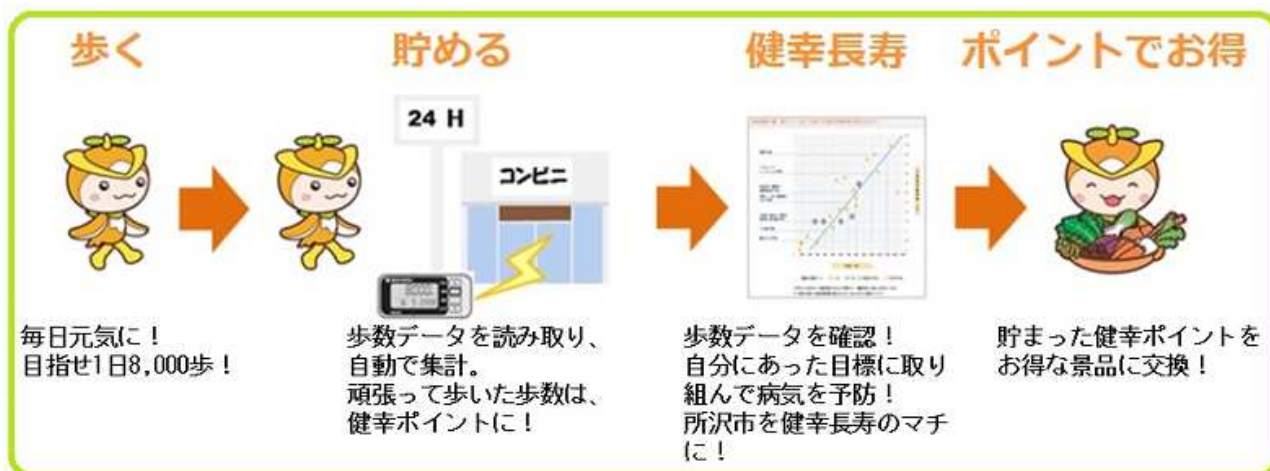 歩く
貯める
健幸長寿
ポイントでお得
24 H
コンビニ
毎日元気に！
目指せ1日8,000歩！
歩数データを読み取り、
自動で集計。
頑張って歩いた歩数は、
健幸ポイントに！
歩数データを確認！
自分にあった目標に取り
組んで病気を予防！
所沢市を健幸長寿のマチ
に！
貯まった健幸ポイントを
お得な景品に交換！